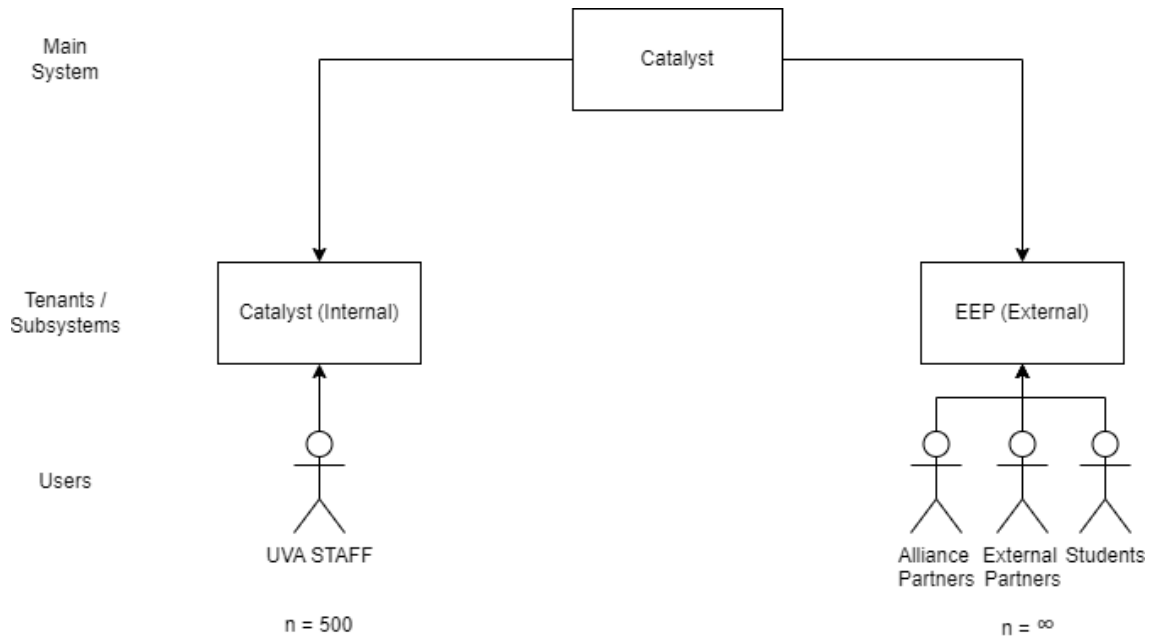 Main
System
Catalyst
Tenants /
Subsystems
Catalyst (Internal)
EEP (External)
Users
UVA STAFF
Alliance
Partners
External
Partners
Students
n = 500
n = ∞